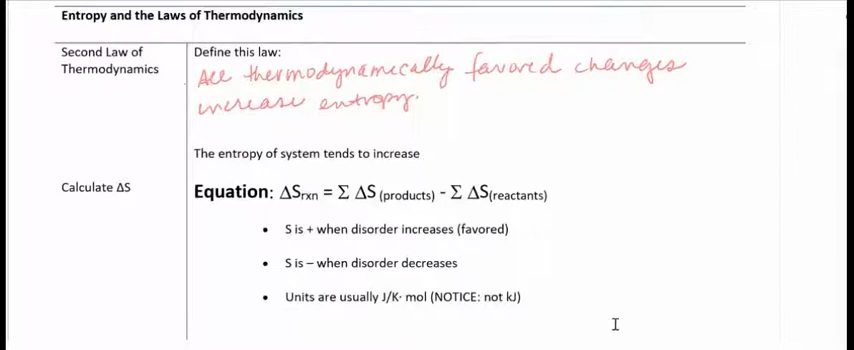 Entropy and the Laws of Thermodynamics
Second Law of
Thermodynamics
Define this law:
All thermodynamically favored changes
increase entropy.
The entropy of system tends to increase
Calculate ΔS
Equation: ΔSrxn = Σ ΔS (products) - Σ ΔS(reactants)
• S is + when disorder increases (favored)
• S is – when disorder decreases
• Units are usually J/K· mol (NOTICE: not kJ)